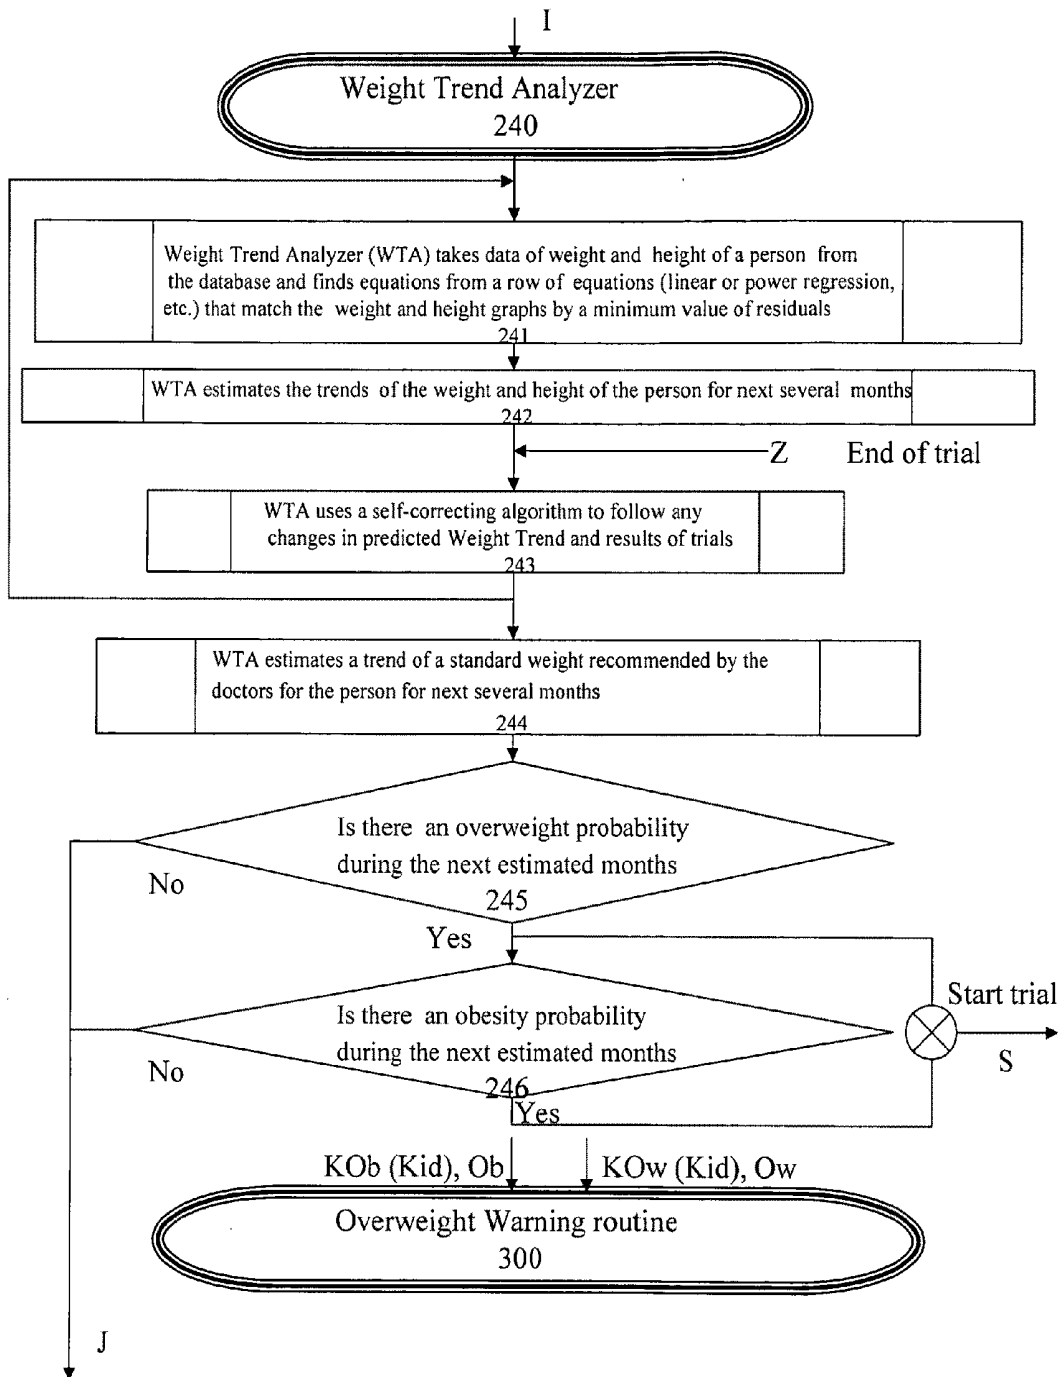 I
Weight Trend Analyzer
240
Weight Trend Analyzer (WTA) takes data of weight and height of a person from
the database and finds equations from a row of equations (linear or power regression,
etc.) that match the weight and height graphs by a minimum value of residuals
241
WTA estimates the trends of the weight and height of the person for next several months
242
Z End of trial
WTA uses a self-correcting algorithm to follow any
changes in predicted Weight Trend and results of trials
243
WTA estimates a trend of a standard weight recommended by the
doctors for the person for next several months
244
Is there an overweight probability
during the next estimated months
245
No
Yes
Start trial
S
Is there an obesity probability
during the next estimated months
246
No
Yes
KOb (Kid), Ob KOw (Kid), Ow
Overweight Warning routine
300
J